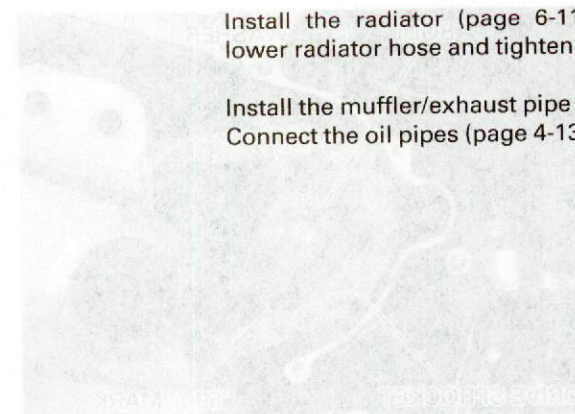 Install the radiator (page 6-11
lower radiator hose and tighten
Install the muffler/exhaust pipe
Connect the oil pipes (page 4-13